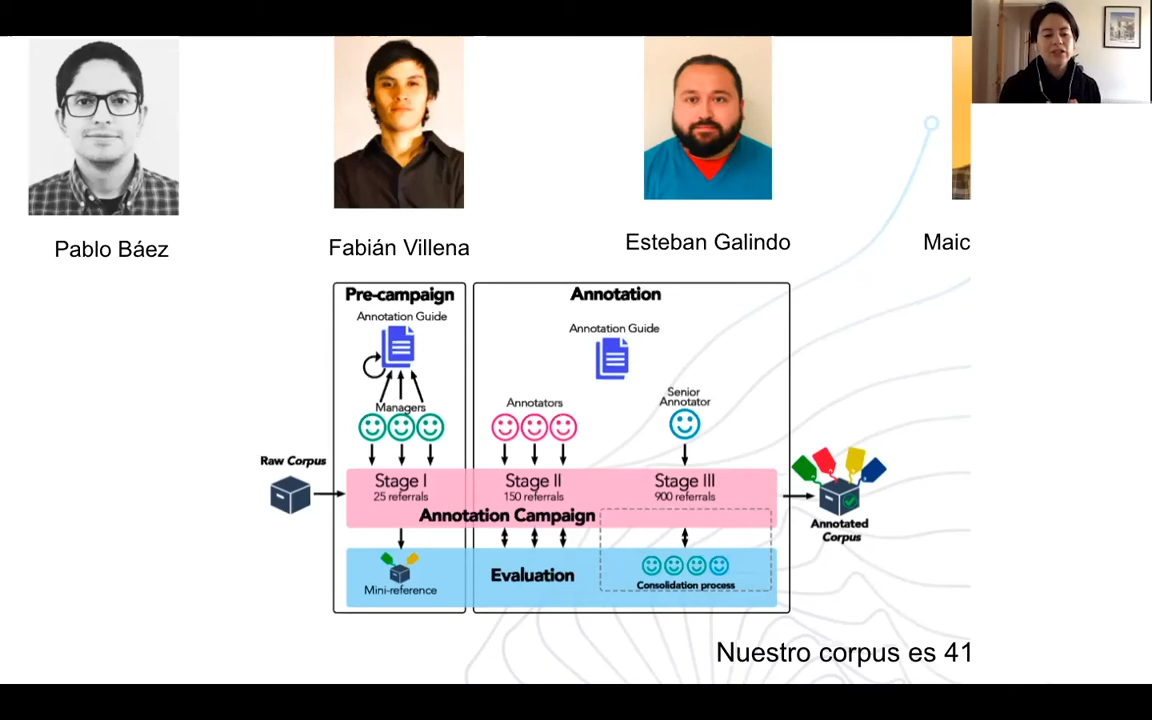 Pablo Báez
Fabián Villena
Esteban Galindo
Maic
Pre-campaign
Annotation Guide
Managers
Annotation
Annotation Guide
Annotators
Senior
Annotator
Raw Corpus
Stage I
25 referrals
Stage II
150 referrals
Stage III
900 referrals
Annotation Campaign
Annotated
Corpus
Mini-reference
Evaluation
Consolidation process
Nuestro corpus es 41